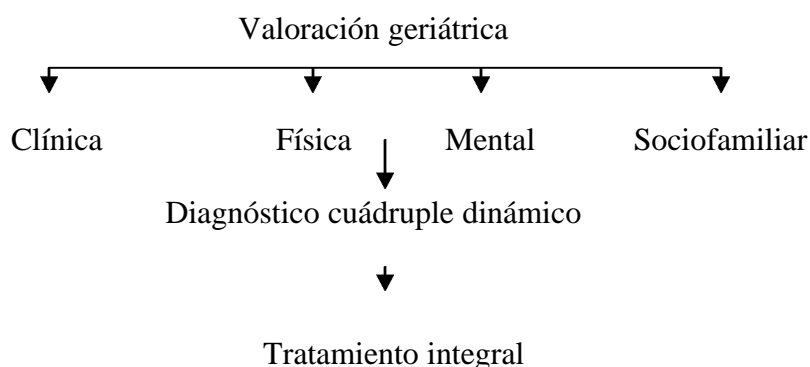 Valoración geriátrica
Clínica Física Mental Sociofamiliar
Diagnóstico cuádruple dinámico
Tratamiento integral